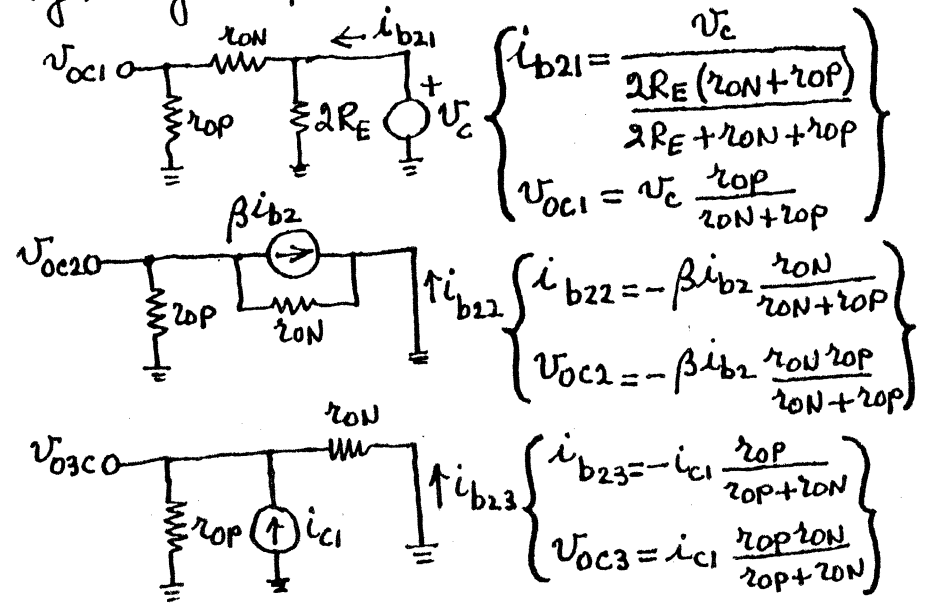 v_oc1 r_ON ← i_b21
r_OP 2R_E + v_c
i_b21 = v_c / (2R_E (r_ON + r_OP) / (2R_E + r_ON + r_OP))
v_oc1 = v_c r_OP / (r_ON + r_OP)
βi_b2
v_oc2 ↑ i_b22
r_OP r_ON
i_b22 = - βi_b2 r_ON / (r_ON + r_OP)
v_oc2 = - βi_b2 r_ON r_OP / (r_ON + r_OP)
r_ON
v_o3c ↑ i_b23
r_OP i_c1
i_b23 = - i_c1 r_OP / (r_OP + r_ON)
v_oc3 = i_c1 r_OP r_ON / (r_OP + r_ON)